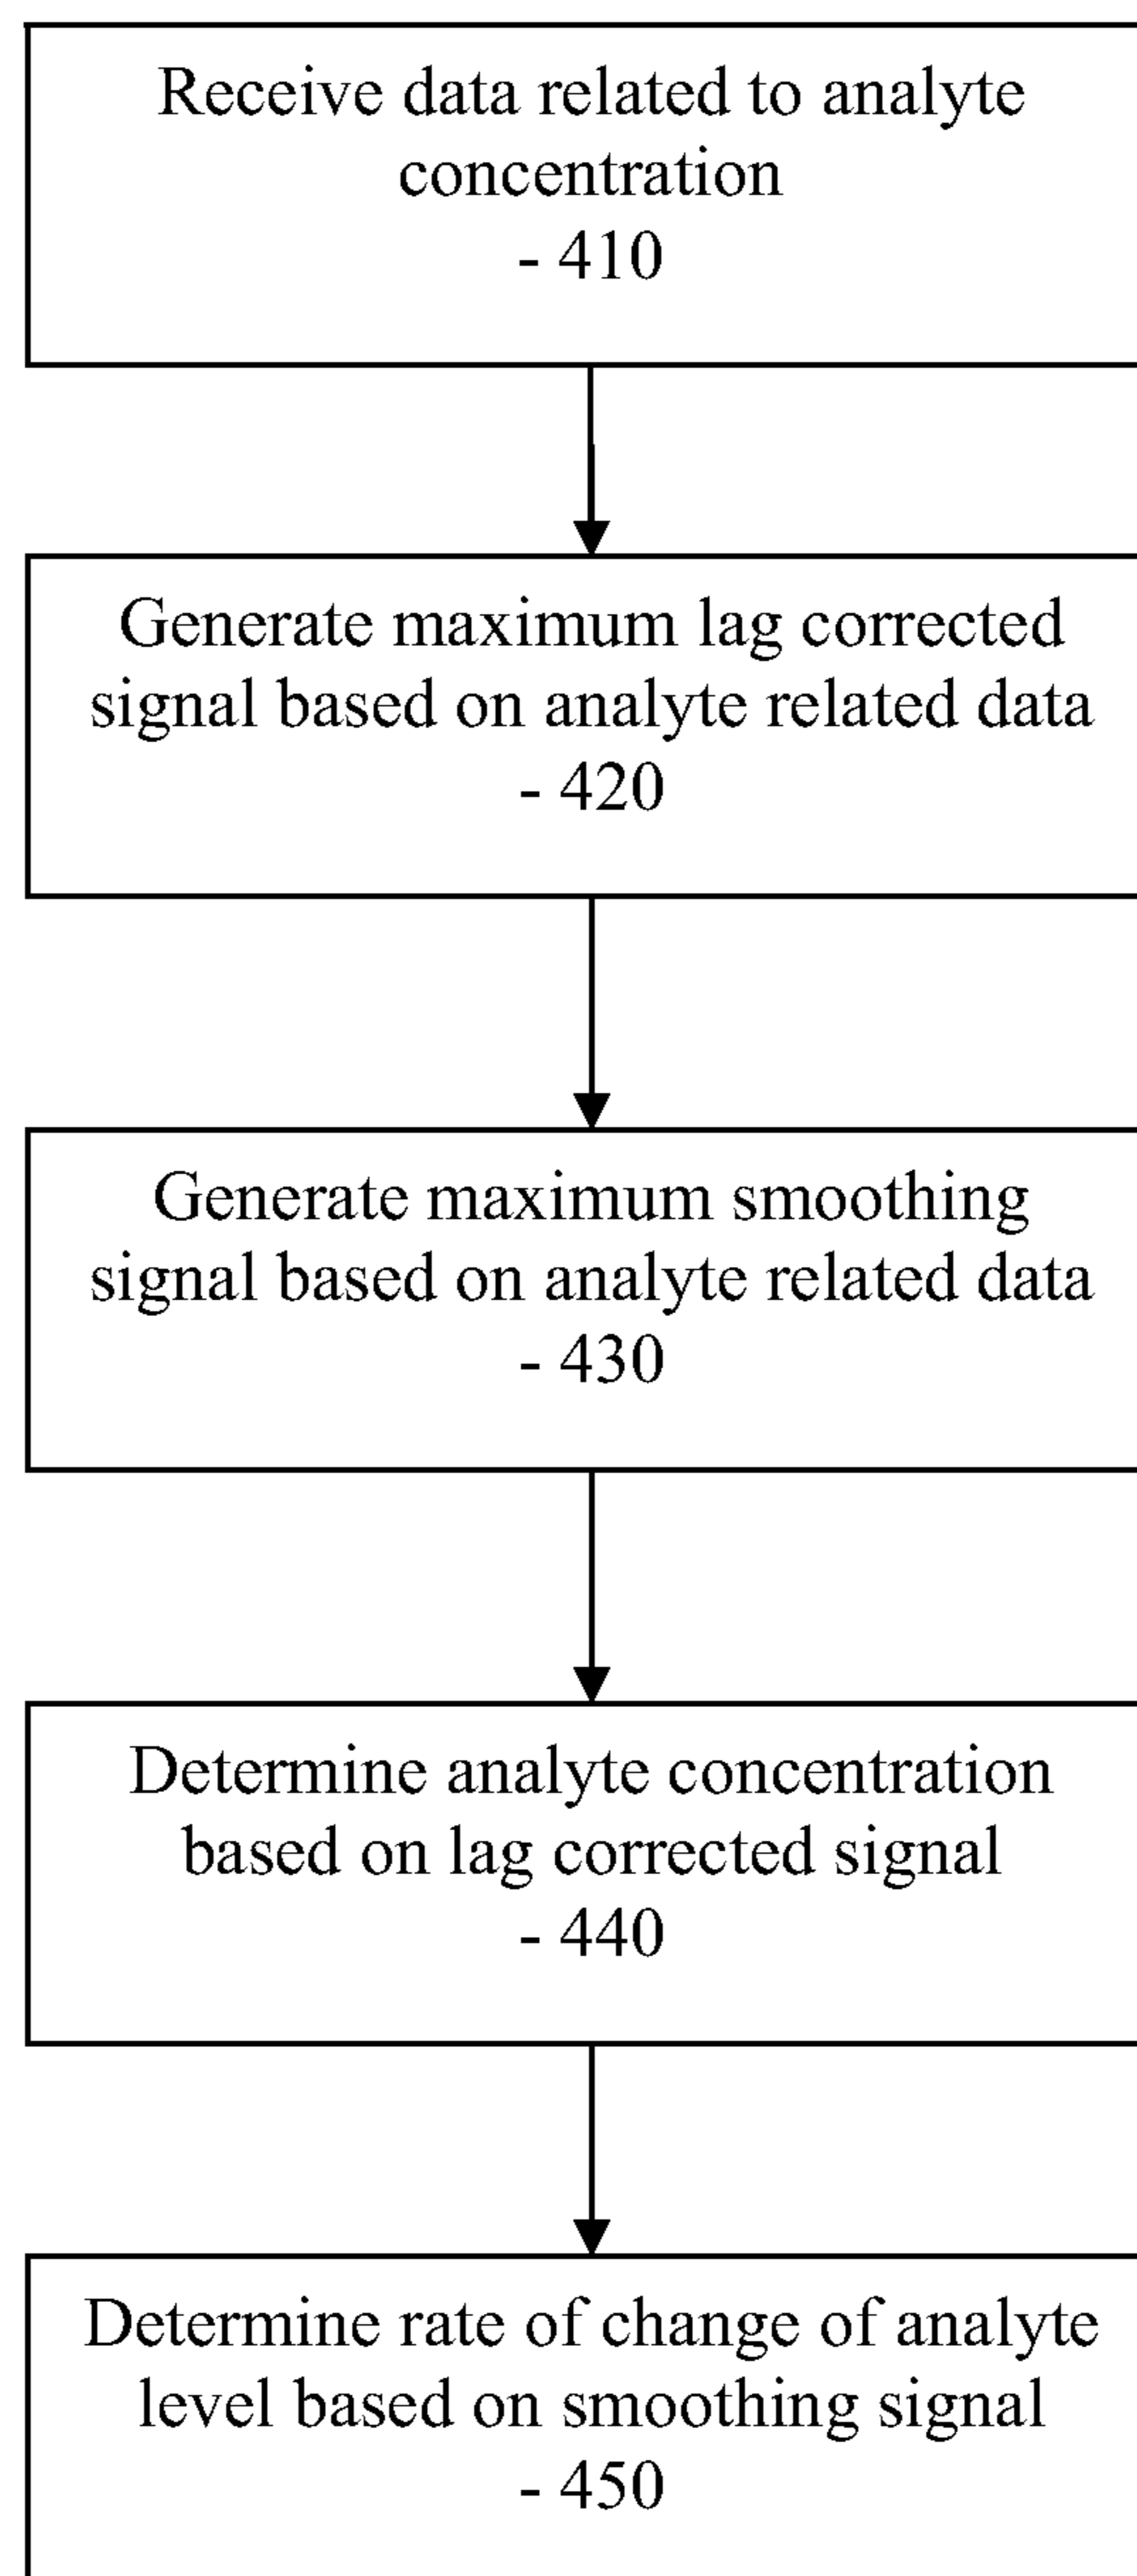 Receive data related to analyte
concentration
- 410
Generate maximum lag corrected
signal based on analyte related data
- 420
Generate maximum smoothing
signal based on analyte related data
- 430
Determine analyte concentration
based on lag corrected signal
- 440
Determine rate of change of analyte
level based on smoothing signal
- 450